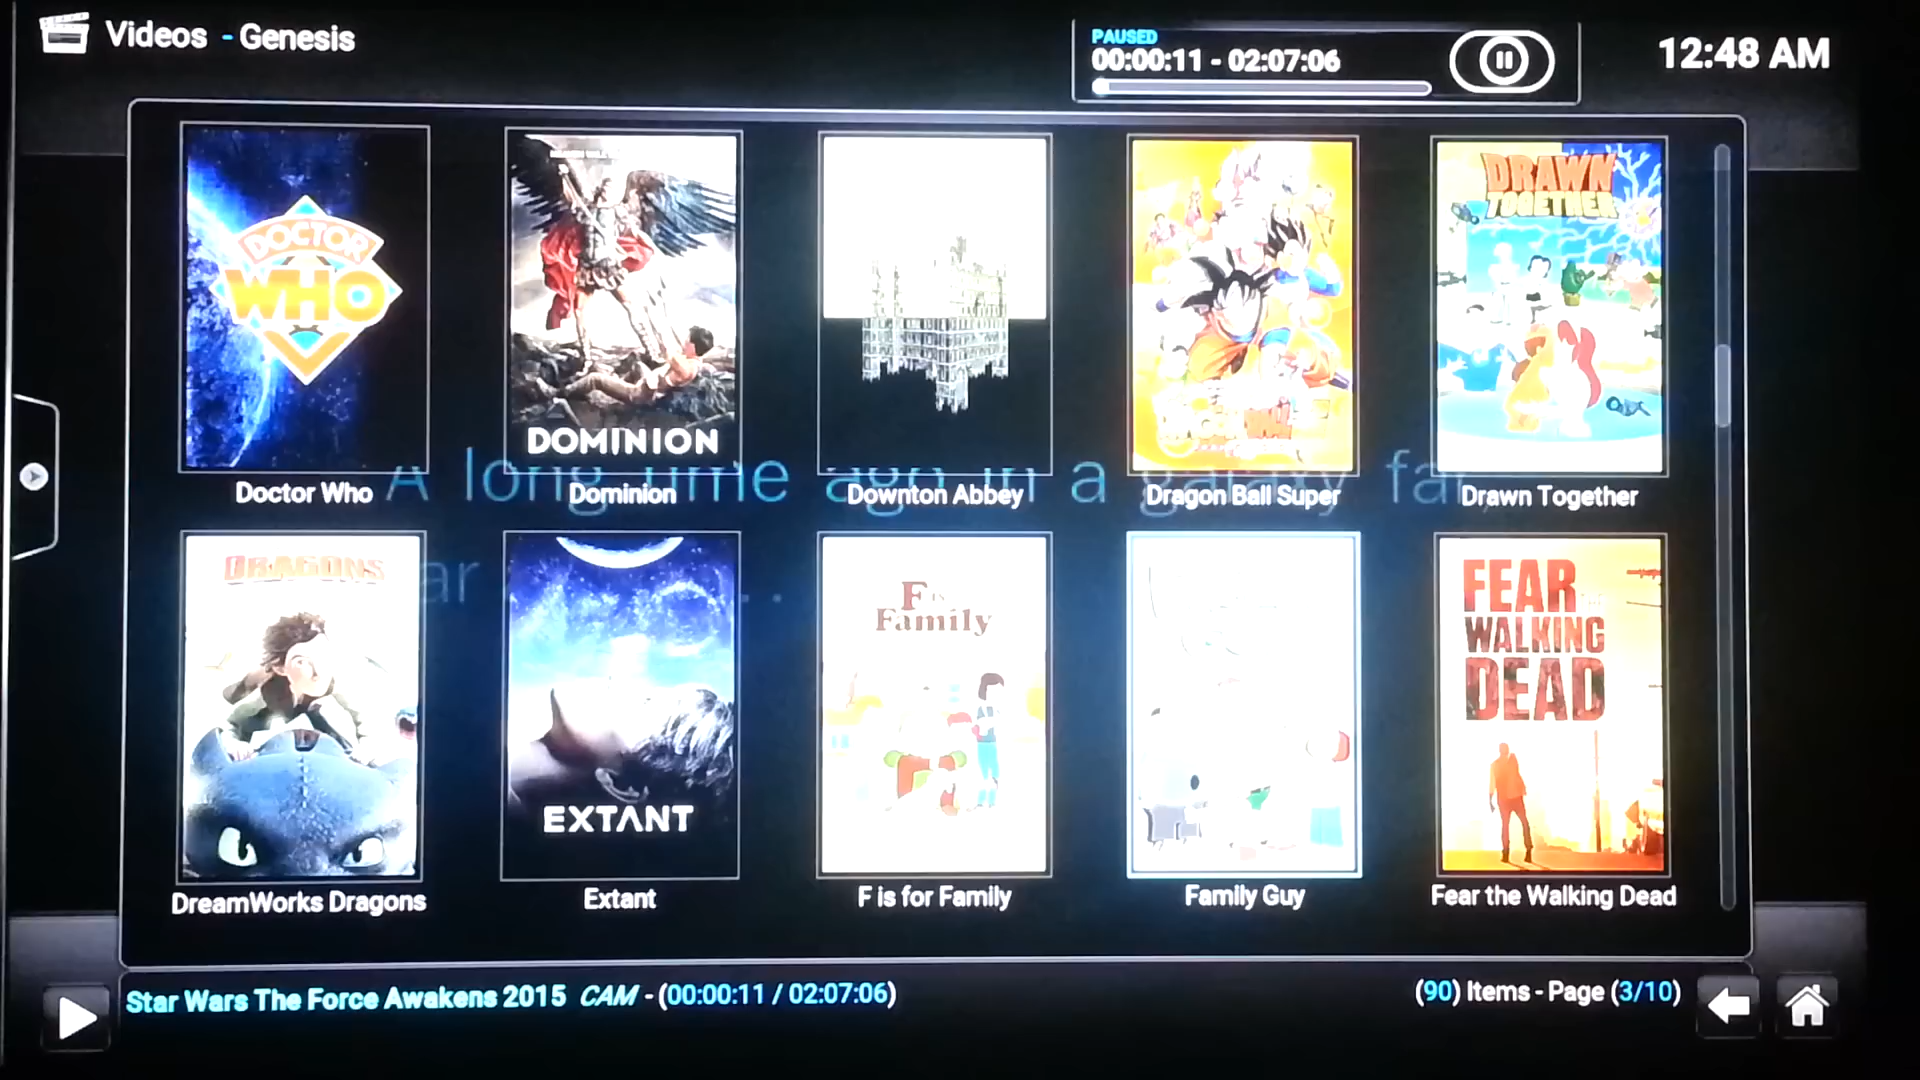 Videos - Genesis
PAUSED
00:00:11 - 02:07:06
12:48 AM
DOCTOR
WHO
DOMINION
DRAWN
TOGETHER
A long time ago in a galaxy far,
Doctor Who
Dominion
Downton Abbey
Dragon Ball Super
Drawn Together
DRAGONS
EXTANT
F is
Family
FEAR
WALKING
DEAD
DreamWorks Dragons
Extant
F is for Family
Family Guy
Fear the Walking Dead
Star Wars The Force Awakens 2015 CAM - (00:00:11 / 02:07:06)
(90) Items - Page (3/10)